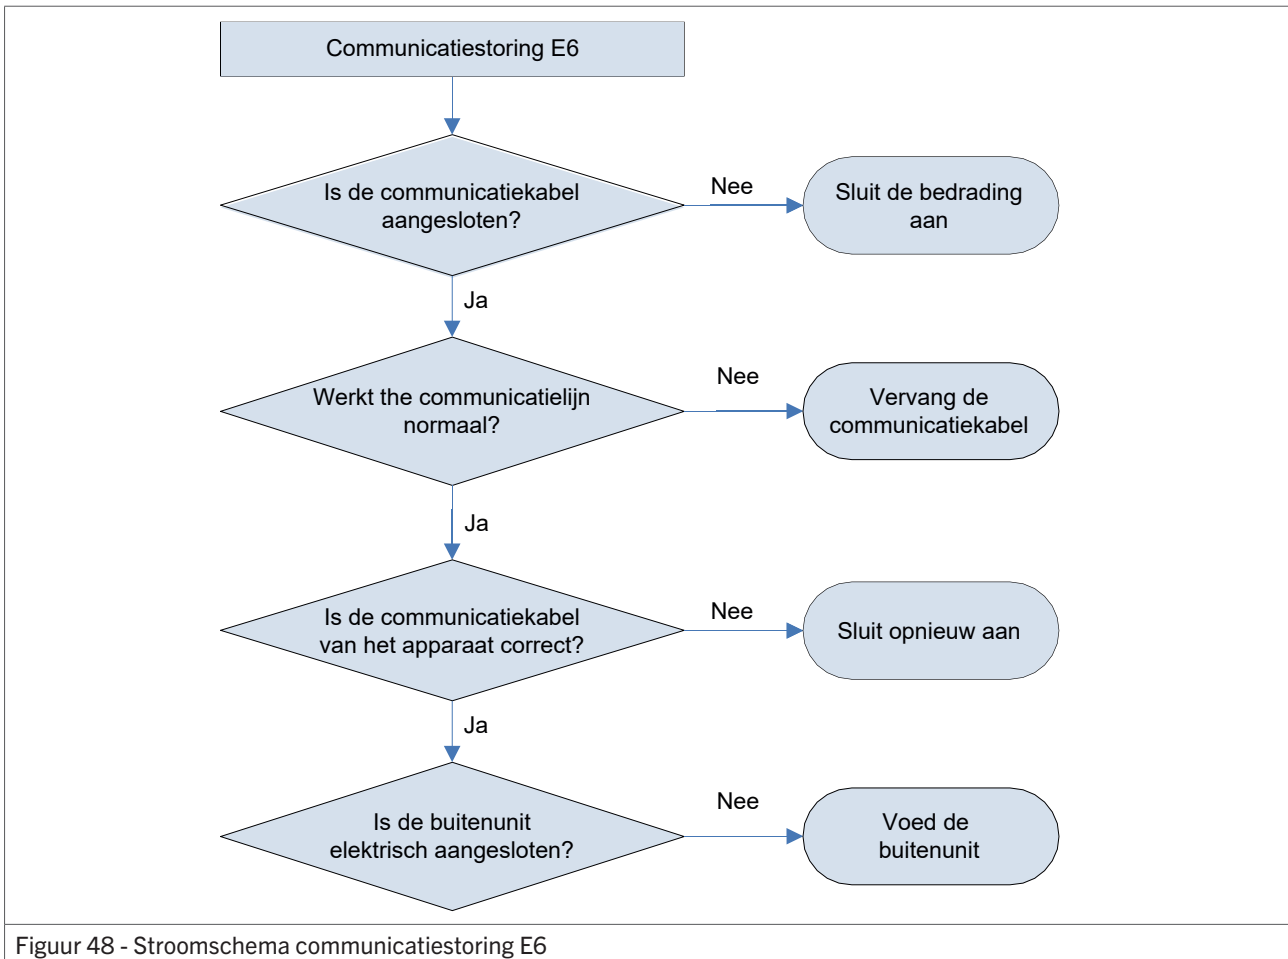 Communicatiestoring E6
Is de communicatiekabel
aangesloten?
Nee
Sluit de bedrading
aan
Ja
Werkt the communicatielijn
normaal?
Nee
Vervang de
communicatiekabel
Ja
Is de communicatiekabel
van het apparaat correct?
Nee
Sluit opnieuw aan
Ja
Is de buitenunit
elektrisch aangesloten?
Nee
Voed de
buitenunit
Figuur 48 - Stroomschema communicatiestoring E6